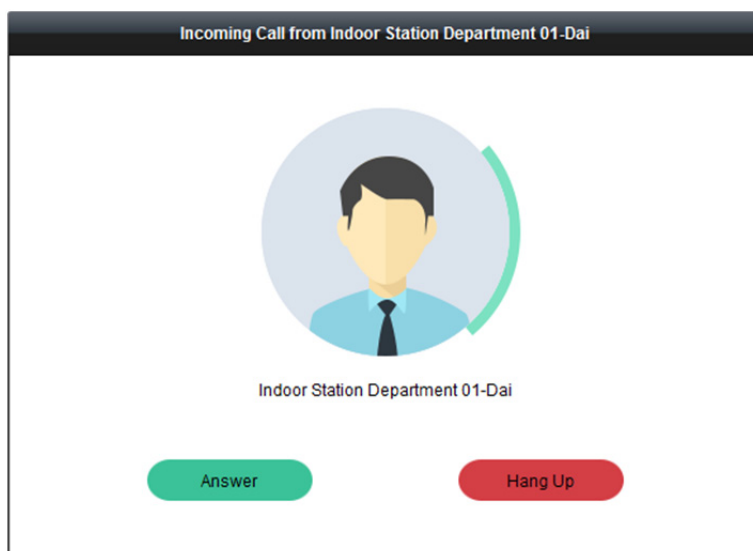 Incoming Call from Indoor Station Department 01-Dai
Indoor Station Department 01-Dai
Answer
Hang Up